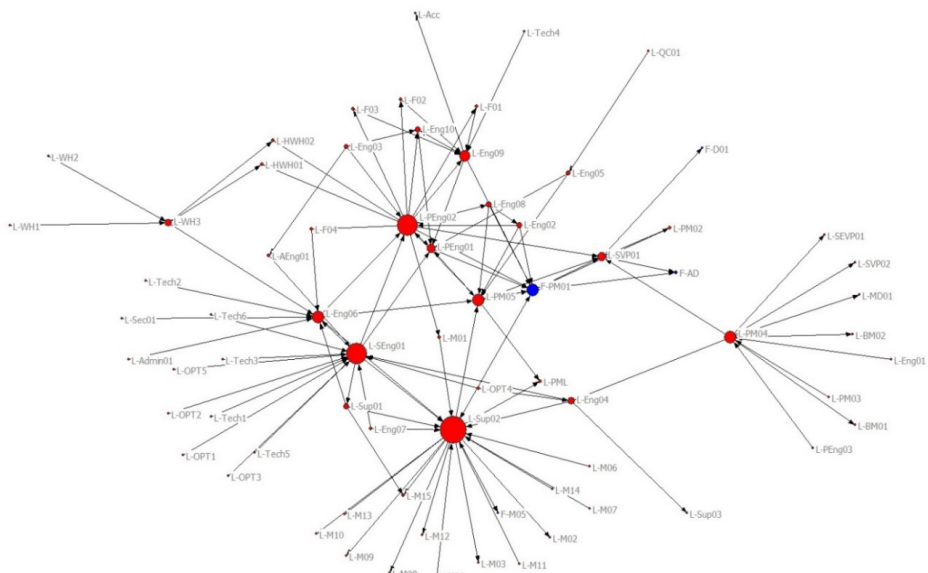 L-Acc
L-Tech4
L-QC01
L-F02
L-F03
L-F01
L-Eng10
L-HWH02
L-Eng03
L-Eng09
F-D01
L-WH2
L-HWH01
L-Eng05
L-Eng08
L-PEng02
L-WH3
L-WH1
L-F04
L-Eng02
L-PM02
L-SEVP01
L-PEng01
L-AEng01
L-SVP01
L-SVP02
F-AD
L-Tech2
F-PM01
L-PM05
L-MD01
L-Sec01
L-Tech6
L-Eng06
L-M01
L-PM04
L-BM02
L-SEng01
L-Admin01
L-Tech3
L-Eng01
L-OPT5
L-PML
L-OPT4
L-PM03
L-Eng04
L-Sup01
L-OPT2
L-Tech1
L-Sup02
L-BM01
L-Eng07
L-PEng03
L-OPT1
L-Tech5
L-M06
L-OPT3
L-M14
L-M15
L-M07
L-M13
F-M05
L-Sup03
L-M10
L-M12
L-M02
L-M09
L-M03
L-M11